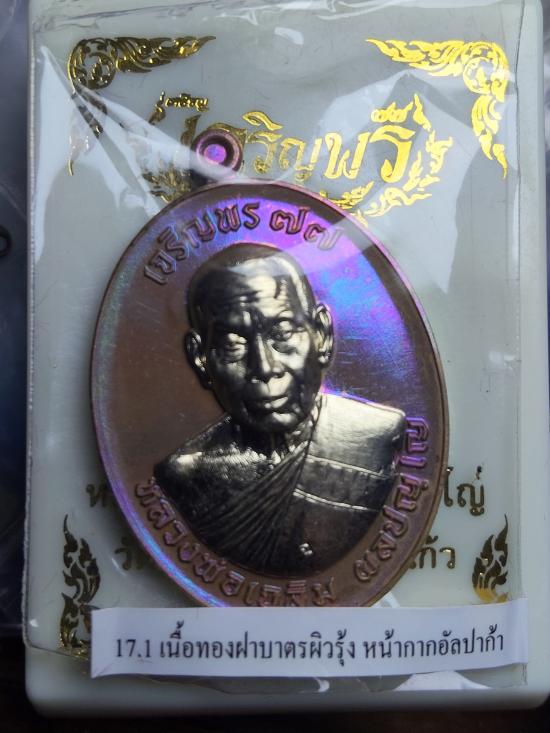 เจริญพร
เจริญพร ๗๗
หลวงพ่อเฉลิม ผลปญฺโญ
17.1 เนื้อทองฝาบาตรผิวรุ้ง หน้ากากอัลปาก้า